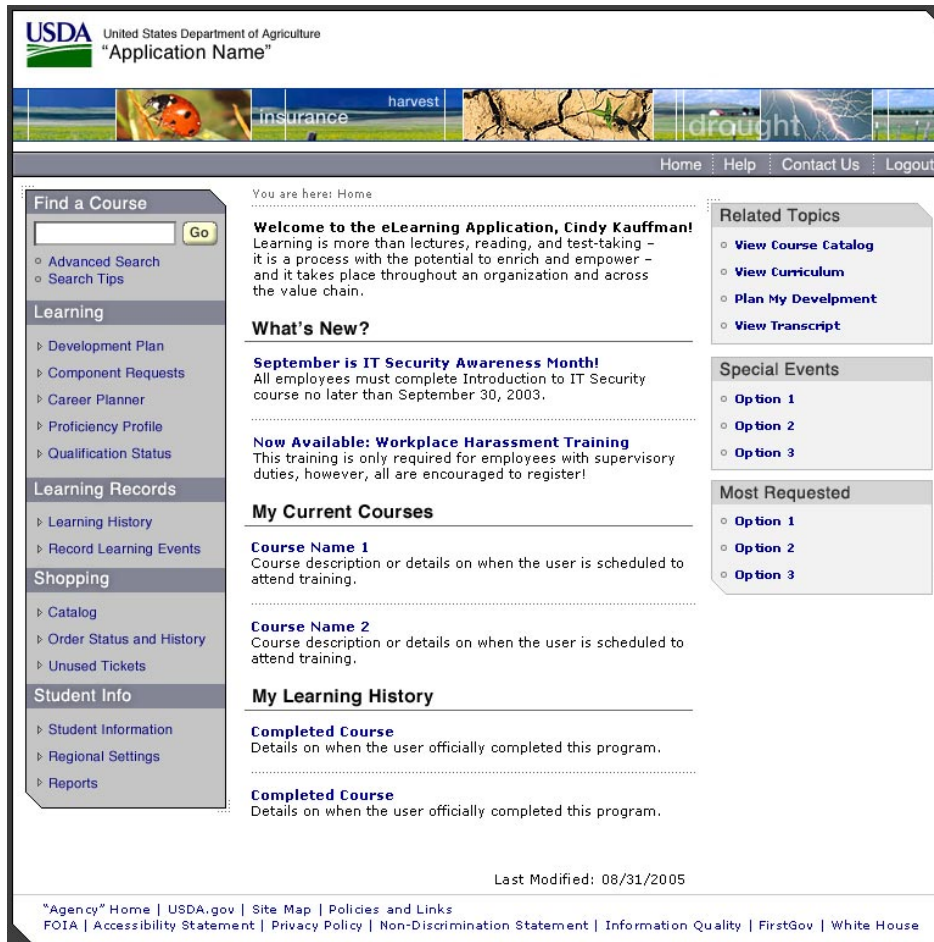 USDA
United States Department of Agriculture
“Application Name”
insurance
harvest
drought
Home
Help
Contact Us
Logout
Find a Course
Go
Advanced Search
Search Tips
Learning
Development Plan
Component Requests
Career Planner
Proficiency Profile
Qualification Status
Learning Records
Learning History
Record Learning Events
Shopping
Catalog
Order Status and History
Unused Tickets
Student Info
Student Information
Regional Settings
Reports
You are here: Home
Welcome to the eLearning Application, Cindy Kauffman!
Learning is more than lectures, reading, and test-taking –
it is a process with the potential to enrich and empower –
and it takes place throughout an organization and across
the value chain.
What's New?
September is IT Security Awareness Month!
All employees must complete Introduction to IT Security
course no later than September 30, 2003.
Now Available: Workplace Harassment Training
This training is only required for employees with supervisory
duties, however, all are encouraged to register!
My Current Courses
Course Name 1
Course description or details on when the user is scheduled to
attend training.
Course Name 2
Course description or details on when the user is scheduled to
attend training.
My Learning History
Completed Course
Details on when the user officially completed this program.
Completed Course
Details on when the user officially completed this program.
Related Topics
View Course Catalog
View Curriculum
Plan My Develpment
View Transcript
Special Events
Option 1
Option 2
Option 3
Most Requested
Option 1
Option 2
Option 3
Last Modified: 08/31/2005
“Agency” Home | USDA.gov | Site Map | Policies and Links
FOIA | Accessibility Statement | Privacy Policy | Non-Discrimination Statement | Information Quality | FirstGov | White House